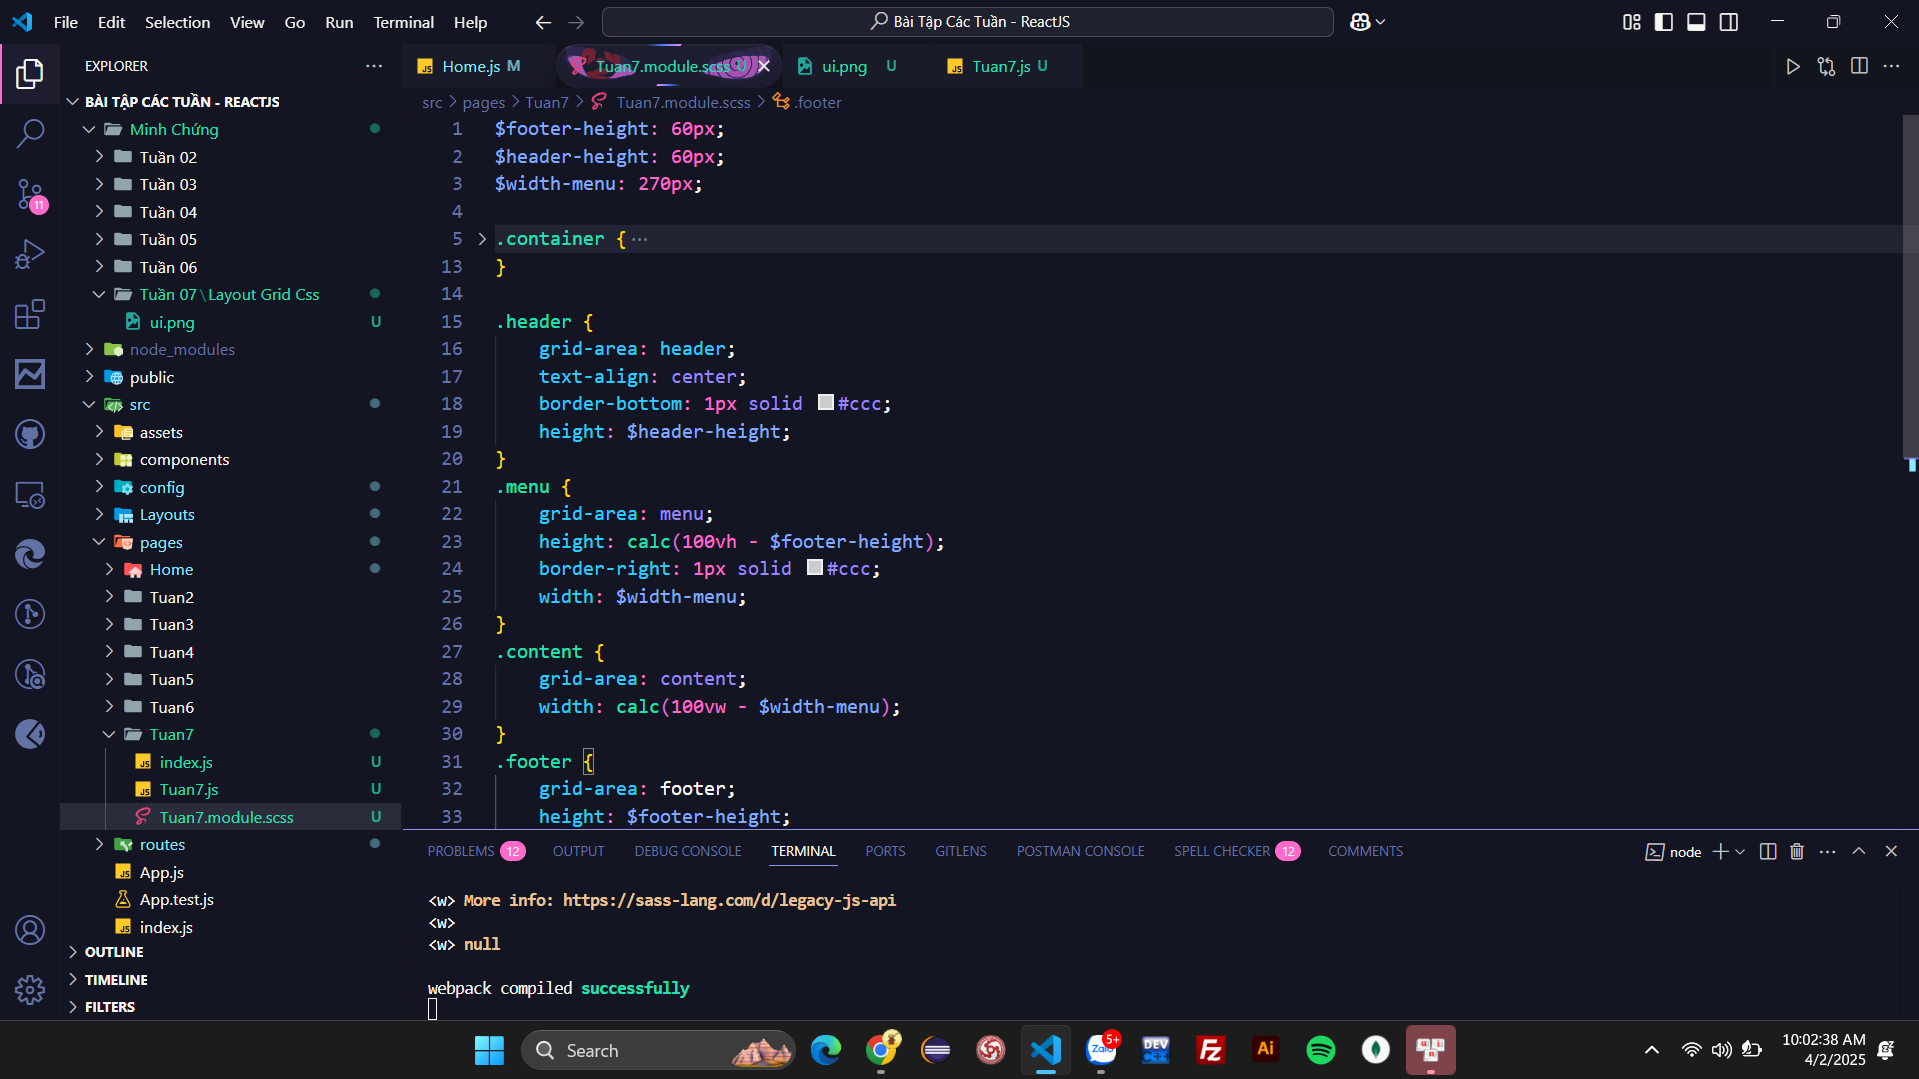 File Edit Selection View Go Run Terminal Help
Bài Tập Các Tuần - ReactJS
EXPLORER
BÀI TẬP CÁC TUẦN - REACTJS
Minh Chứng
Tuần 02
Tuần 03
Tuần 04
Tuần 05
Tuần 06
Tuần 07\Layout Grid Css
ui.png U
node_modules
public
src
assets
components
config
Layouts
pages
Home
Tuan2
Tuan3
Tuan4
Tuan5
Tuan6
Tuan7
index.js U
Tuan7.js U
Tuan7.module.scss U
routes
App.js
App.test.js
index.js
OUTLINE
TIMELINE
FILTERS
11
Home.js M
Tuan7.module.scss U
ui.png U
Tuan7.js U
src > pages > Tuan7 > Tuan7.module.scss > .footer
1 $footer-height: 60px;
2 $header-height: 60px;
3 $width-menu: 270px;
4
5 .container { ···
13 }
14
15 .header {
16 grid-area: header;
17 text-align: center;
18 border-bottom: 1px solid #ccc;
19 height: $header-height;
20 }
21 .menu {
22 grid-area: menu;
23 height: calc(100vh - $footer-height);
24 border-right: 1px solid #ccc;
25 width: $width-menu;
26 }
27 .content {
28 grid-area: content;
29 width: calc(100vw - $width-menu);
30 }
31 .footer {
32 grid-area: footer;
33 height: $footer-height;
PROBLEMS 12 OUTPUT DEBUG CONSOLE TERMINAL PORTS GITLENS POSTMAN CONSOLE SPELL CHECKER 12 COMMENTS
node
<w> More info: https://sass-lang.com/d/legacy-js-api
<w>
<w> null
webpack compiled successfully
Search
Zalo
5+
DEV
Fz
Ai
10:02:38 AM
4/2/2025